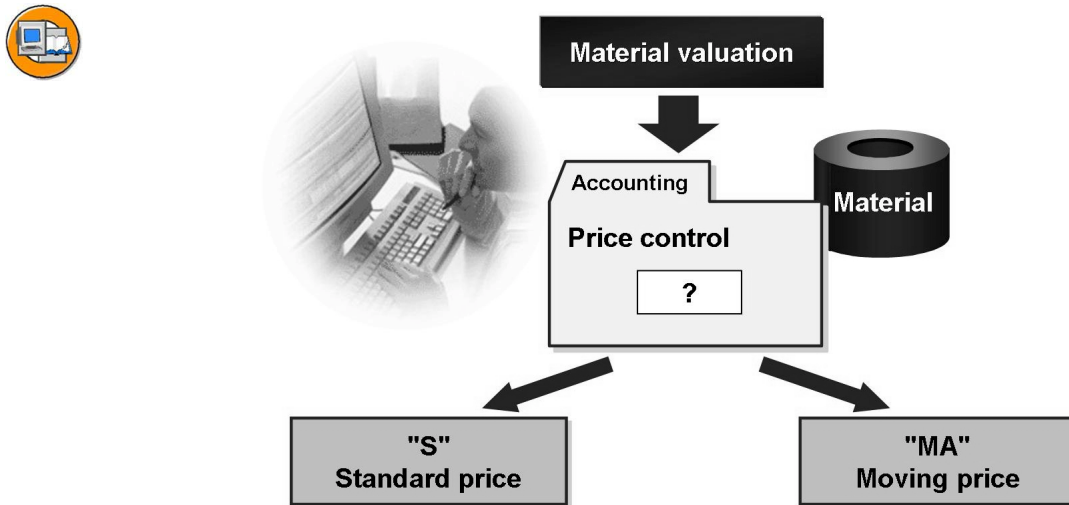 Material valuation
Accounting
Material
Price control
?
"S"
Standard price
"MA"
Moving price